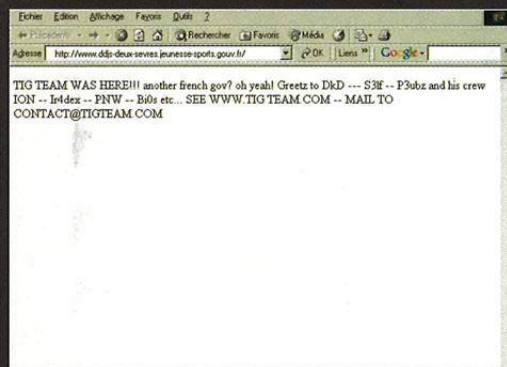 Fichier Edition Affichage Favoris Outils ?
Précédent Rechercher Favoris Média
Adresse http://www.ddjs-deux-sevres.jeunesse-sports.gouv.fr/ OK Liens » Google
TIG TEAM WAS HERE!!! another french gov? oh yeah! Greetz to DkD --- S3lf -- P3ubz and his crew
ION -- Ir4dex -- PNW -- Bi0s etc... SEE WWW.TIG TEAM.COM -- MAIL TO
CONTACT@TIGTEAM.COM